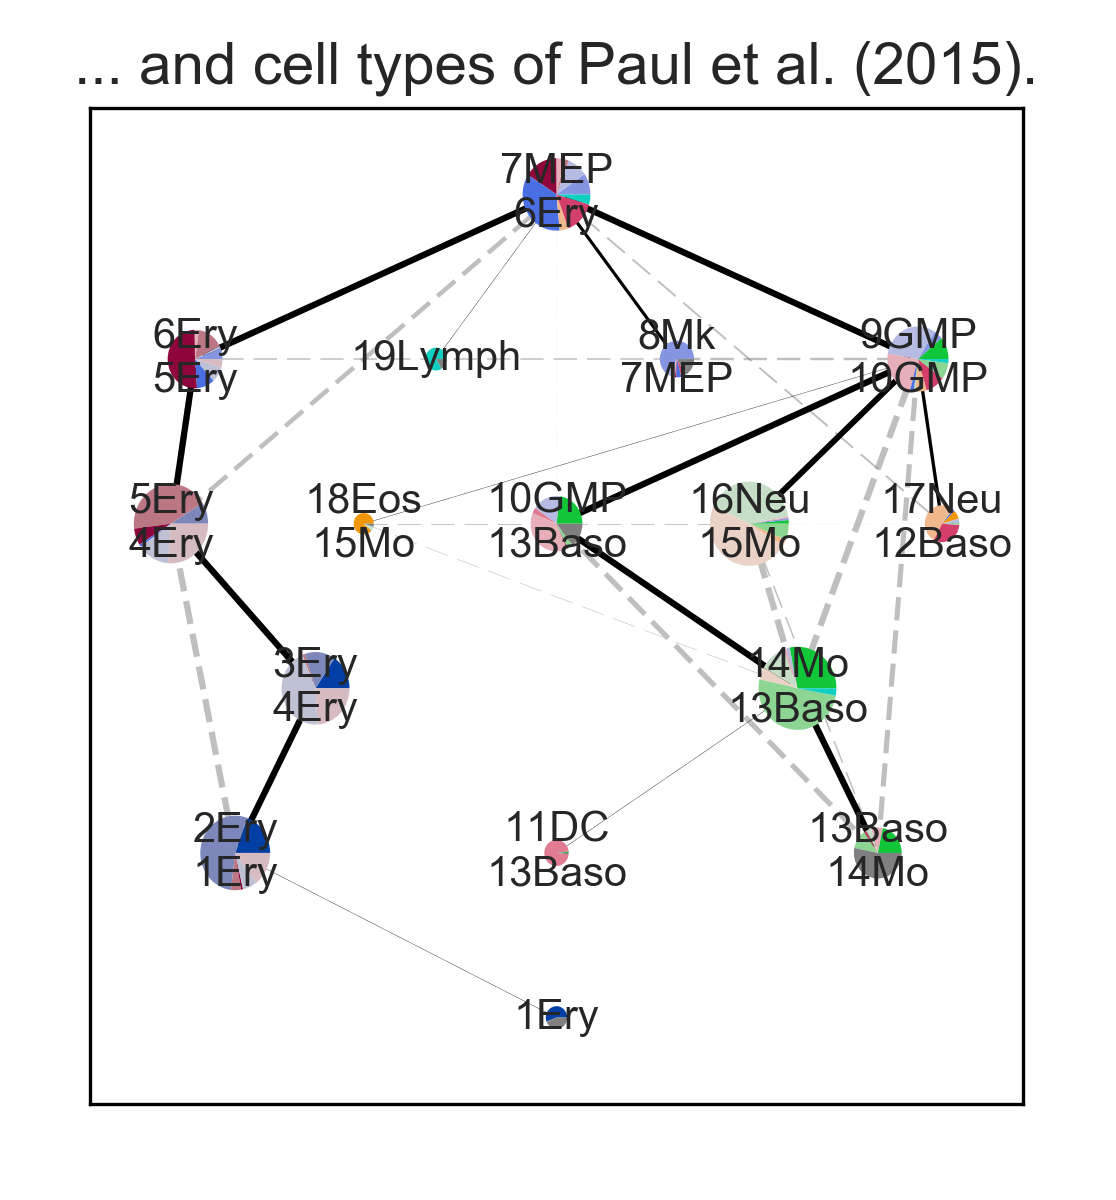 ... and cell types of Paul et al. (2015).
7MEP
6Ery
6Ery
5Ery
19Lymph
8Mk
7MEP
9GMP
10GMP
5Ery
4Ery
18Eos
15Mo
10GMP
13Baso
16Neu
15Mo
17Neu
12Baso
3Ery
4Ery
14Mo
13Baso
2Ery
1Ery
11DC
13Baso
13Baso
14Mo
1Ery